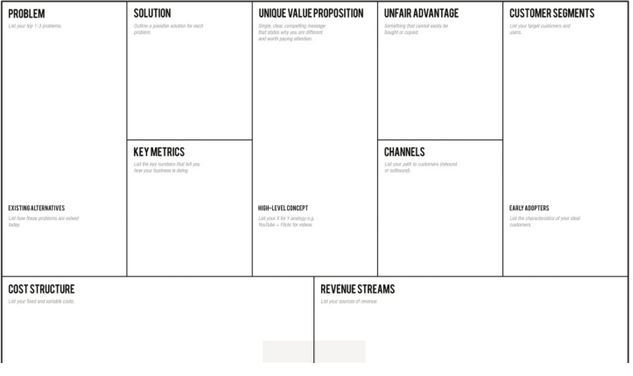 PROBLEM
List your top 1-3 problems.
EXISTING ALTERNATIVES
List how these problems are solved
today.
SOLUTION
Outline a possible solution for each
problem.
KEY METRICS
List the key numbers that tell you
how your business is doing.
UNIQUE VALUE PROPOSITION
Single, clear, compelling message
that states why you are different
and worth paying attention.
HIGH-LEVEL CONCEPT
List your X for Y analogy e.g.
YouTube = Flickr for videos.
UNFAIR ADVANTAGE
Something that cannot easily be
bought or copied.
CHANNELS
List your path to customers (inbound
or outbound).
CUSTOMER SEGMENTS
List your target customers and
users.
EARLY ADOPTERS
List the characteristics of your ideal
customers.
COST STRUCTURE
List your fixed and variable costs.
REVENUE STREAMS
List your sources of revenue.